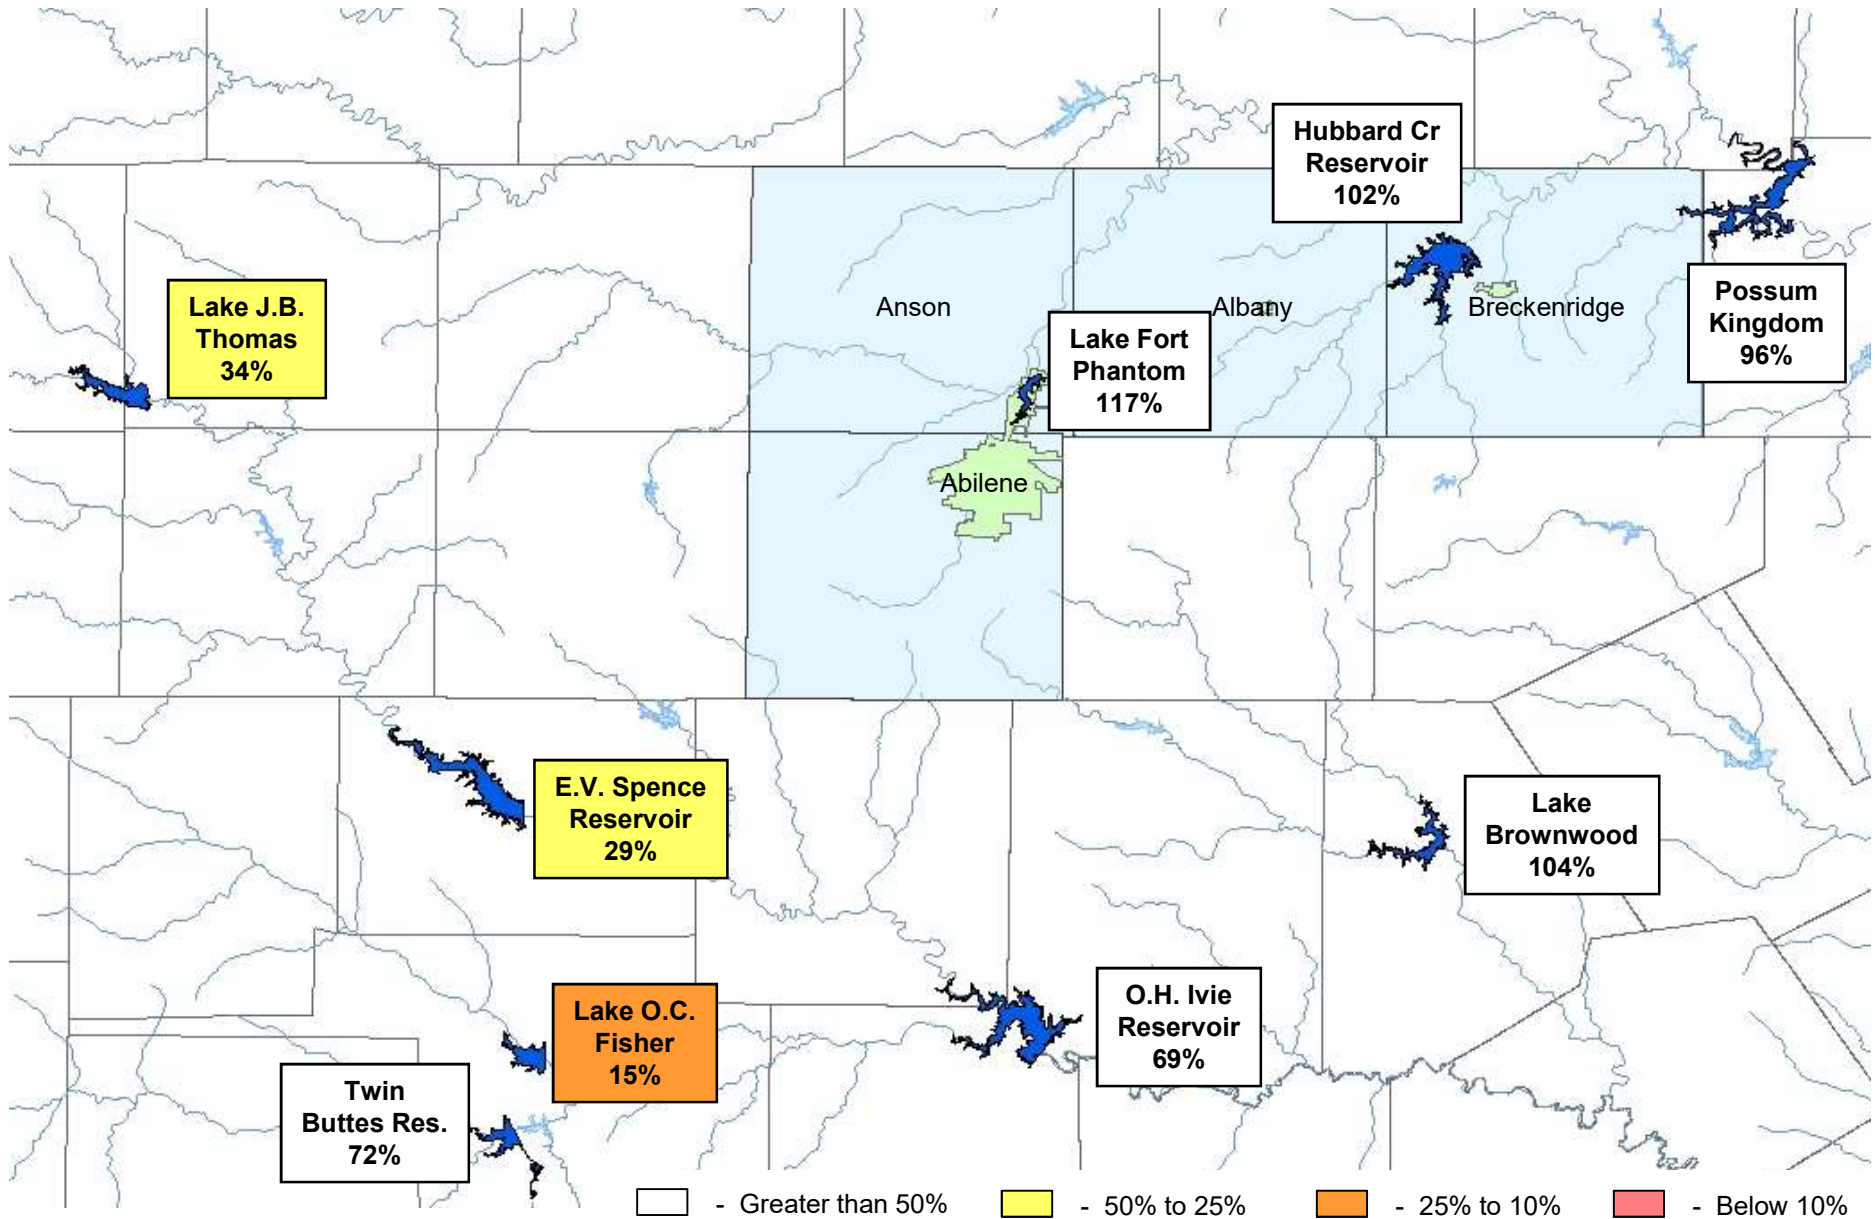 Hubbard Cr
Reservoir
102%
Lake J.B.
Thomas
34%
Anson
Albany
Breckenridge
Possum
Kingdom
96%
Lake Fort
Phantom
117%
Abilene
E.V. Spence
Reservoir
29%
Lake
Brownwood
104%
Lake O.C.
Fisher
15%
O.H. Ivie
Reservoir
69%
Twin
Buttes Res.
72%
- Greater than 50%
- 50% to 25%
- 25% to 10%
- Below 10%